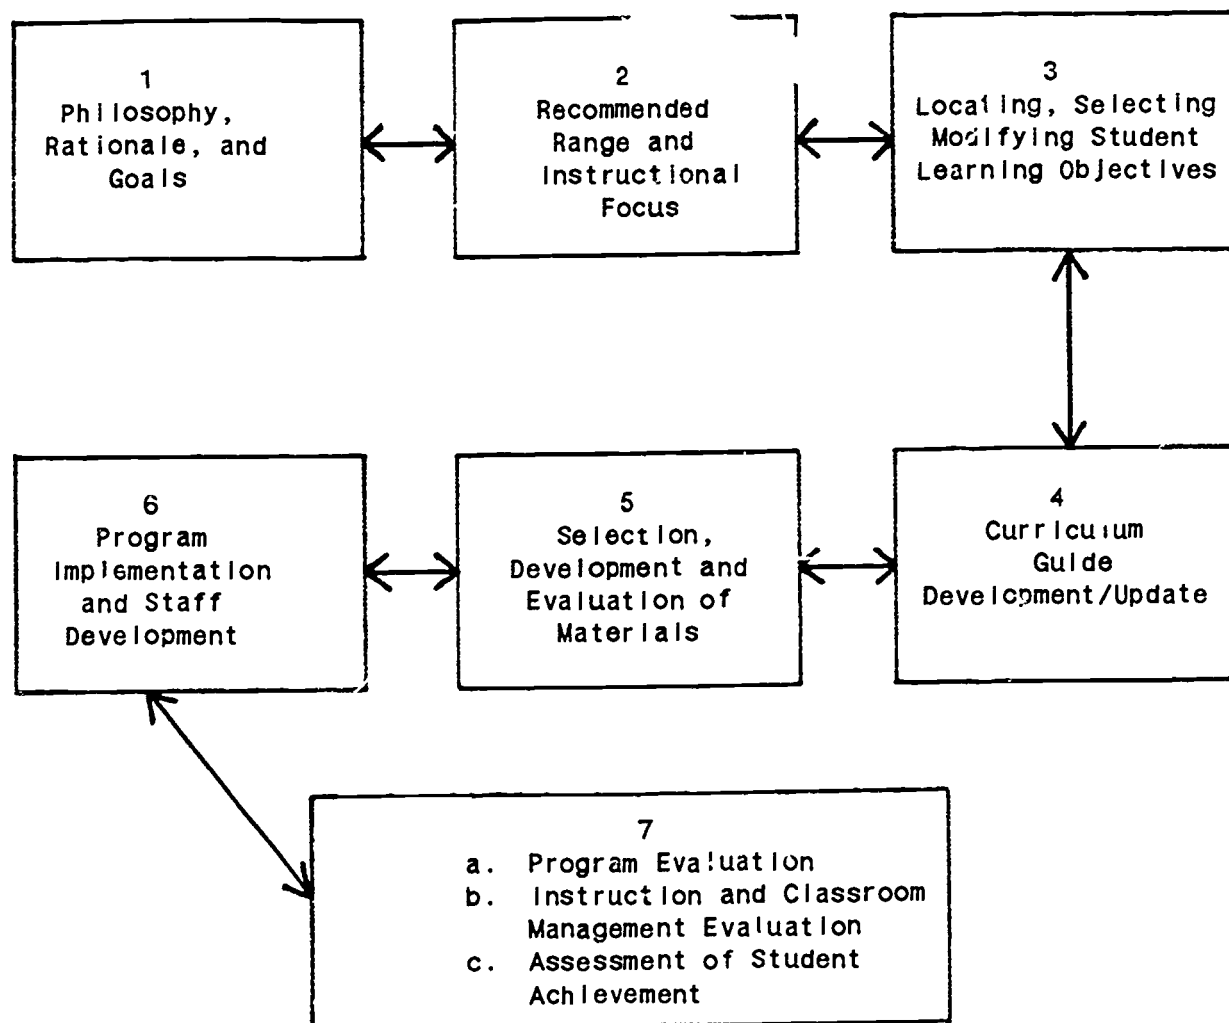 1
Philosophy,
Rationale, and
Goals
2
Recommended
Range and
Instructional
Focus
3
Locating, Selecting
Modifying Student
Learning Objectives
4
Curriculum
Guide
Development/Update
5
Selection,
Development and
Evaluation of
Materials
6
Program
Implementation
and Staff
Development
7
a. Program Evaluation
b. Instruction and Classroom
Management Evaluation
c. Assessment of Student
Achievement